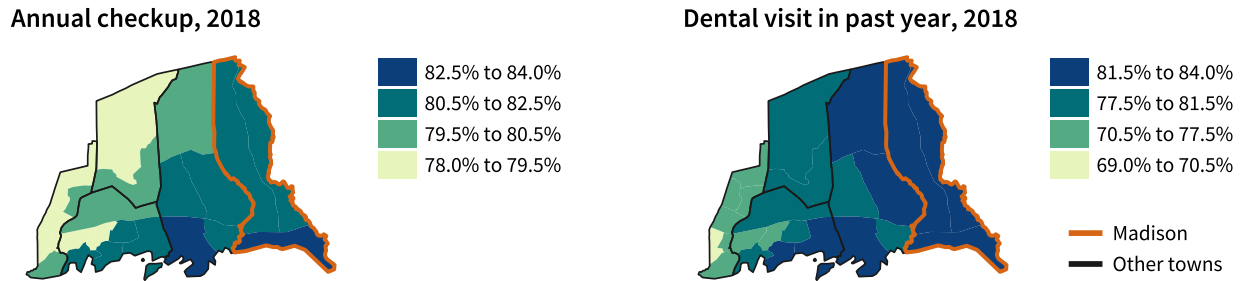 Annual checkup, 2018
82.5% to 84.0%
80.5% to 82.5%
79.5% to 80.5%
78.0% to 79.5%
Dental visit in past year, 2018
81.5% to 84.0%
77.5% to 81.5%
70.5% to 77.5%
69.0% to 70.5%
Madison
Other towns